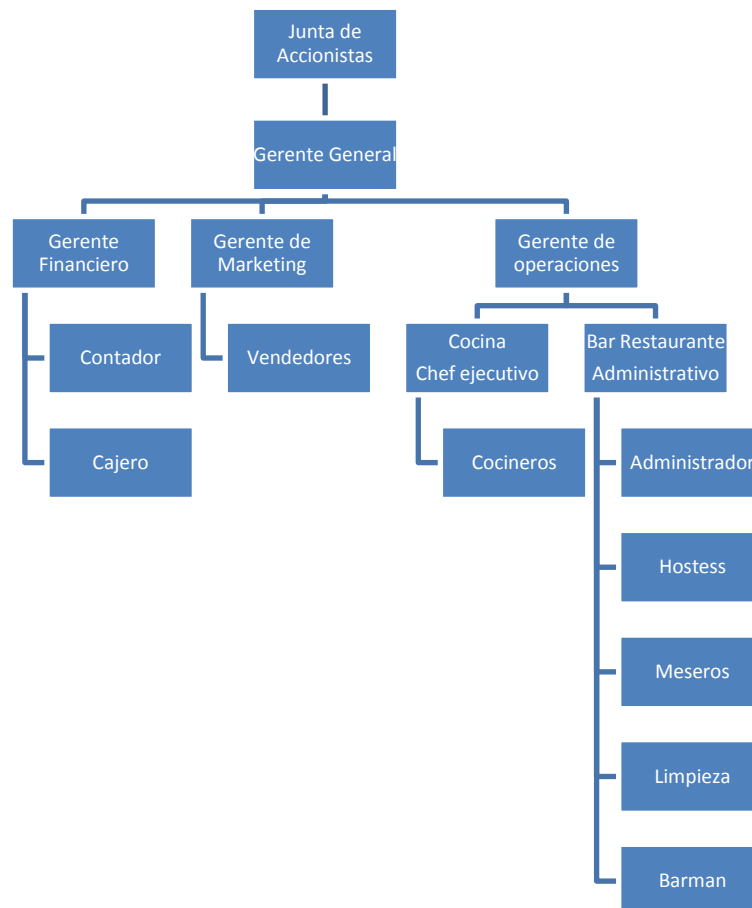 Junta de
Accionistas
Gerente General
Gerente
Financiero
Gerente de
Marketing
Gerente de
operaciones
Contador
Vendedores
Cocina
Chef ejecutivo
Bar Restaurante
Administrativo
Cajero
Cocineros
Administrador
Hostess
Meseros
Limpieza
Barman